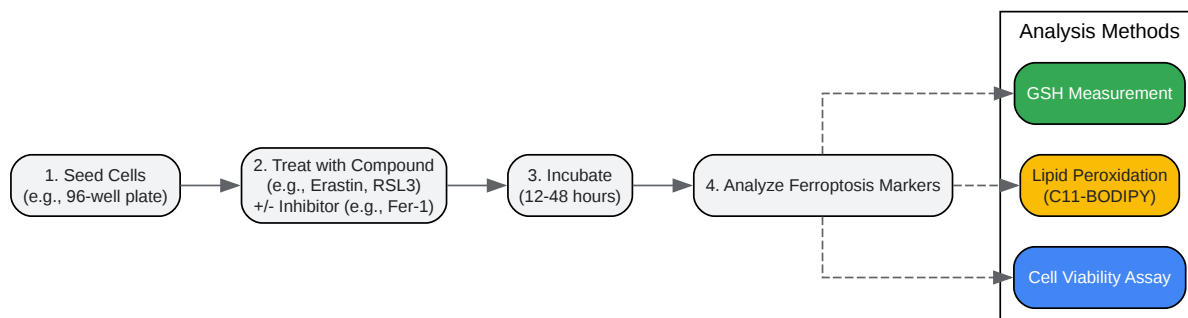 1. Seed Cells
(e.g., 96-well plate)
2. Treat with Compound
(e.g., Erastin, RSL3)
+/- Inhibitor (e.g., Fer-1)
3. Incubate
(12-48 hours)
4. Analyze Ferroptosis Markers
Analysis Methods
GSH Measurement
Lipid Peroxidation
(C11-BODIPY)
Cell Viability Assay